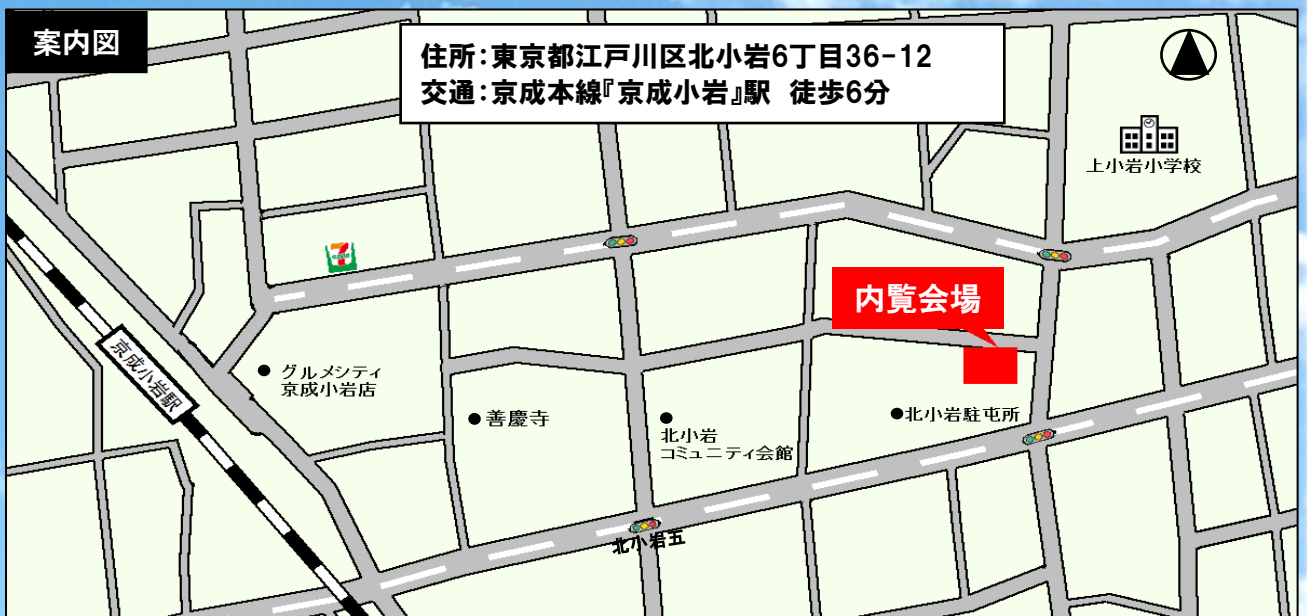 案内図
住所:東京都江戸川区北小岩6丁目36-12
交通:京成本線『京成小岩』駅 徒歩6分
上小岩小学校
内覧会場
京成小岩駅
グルメシティ
京成小岩店
善慶寺
北小岩
コミュニティ会館
北小岩駐屯所
北小岩五